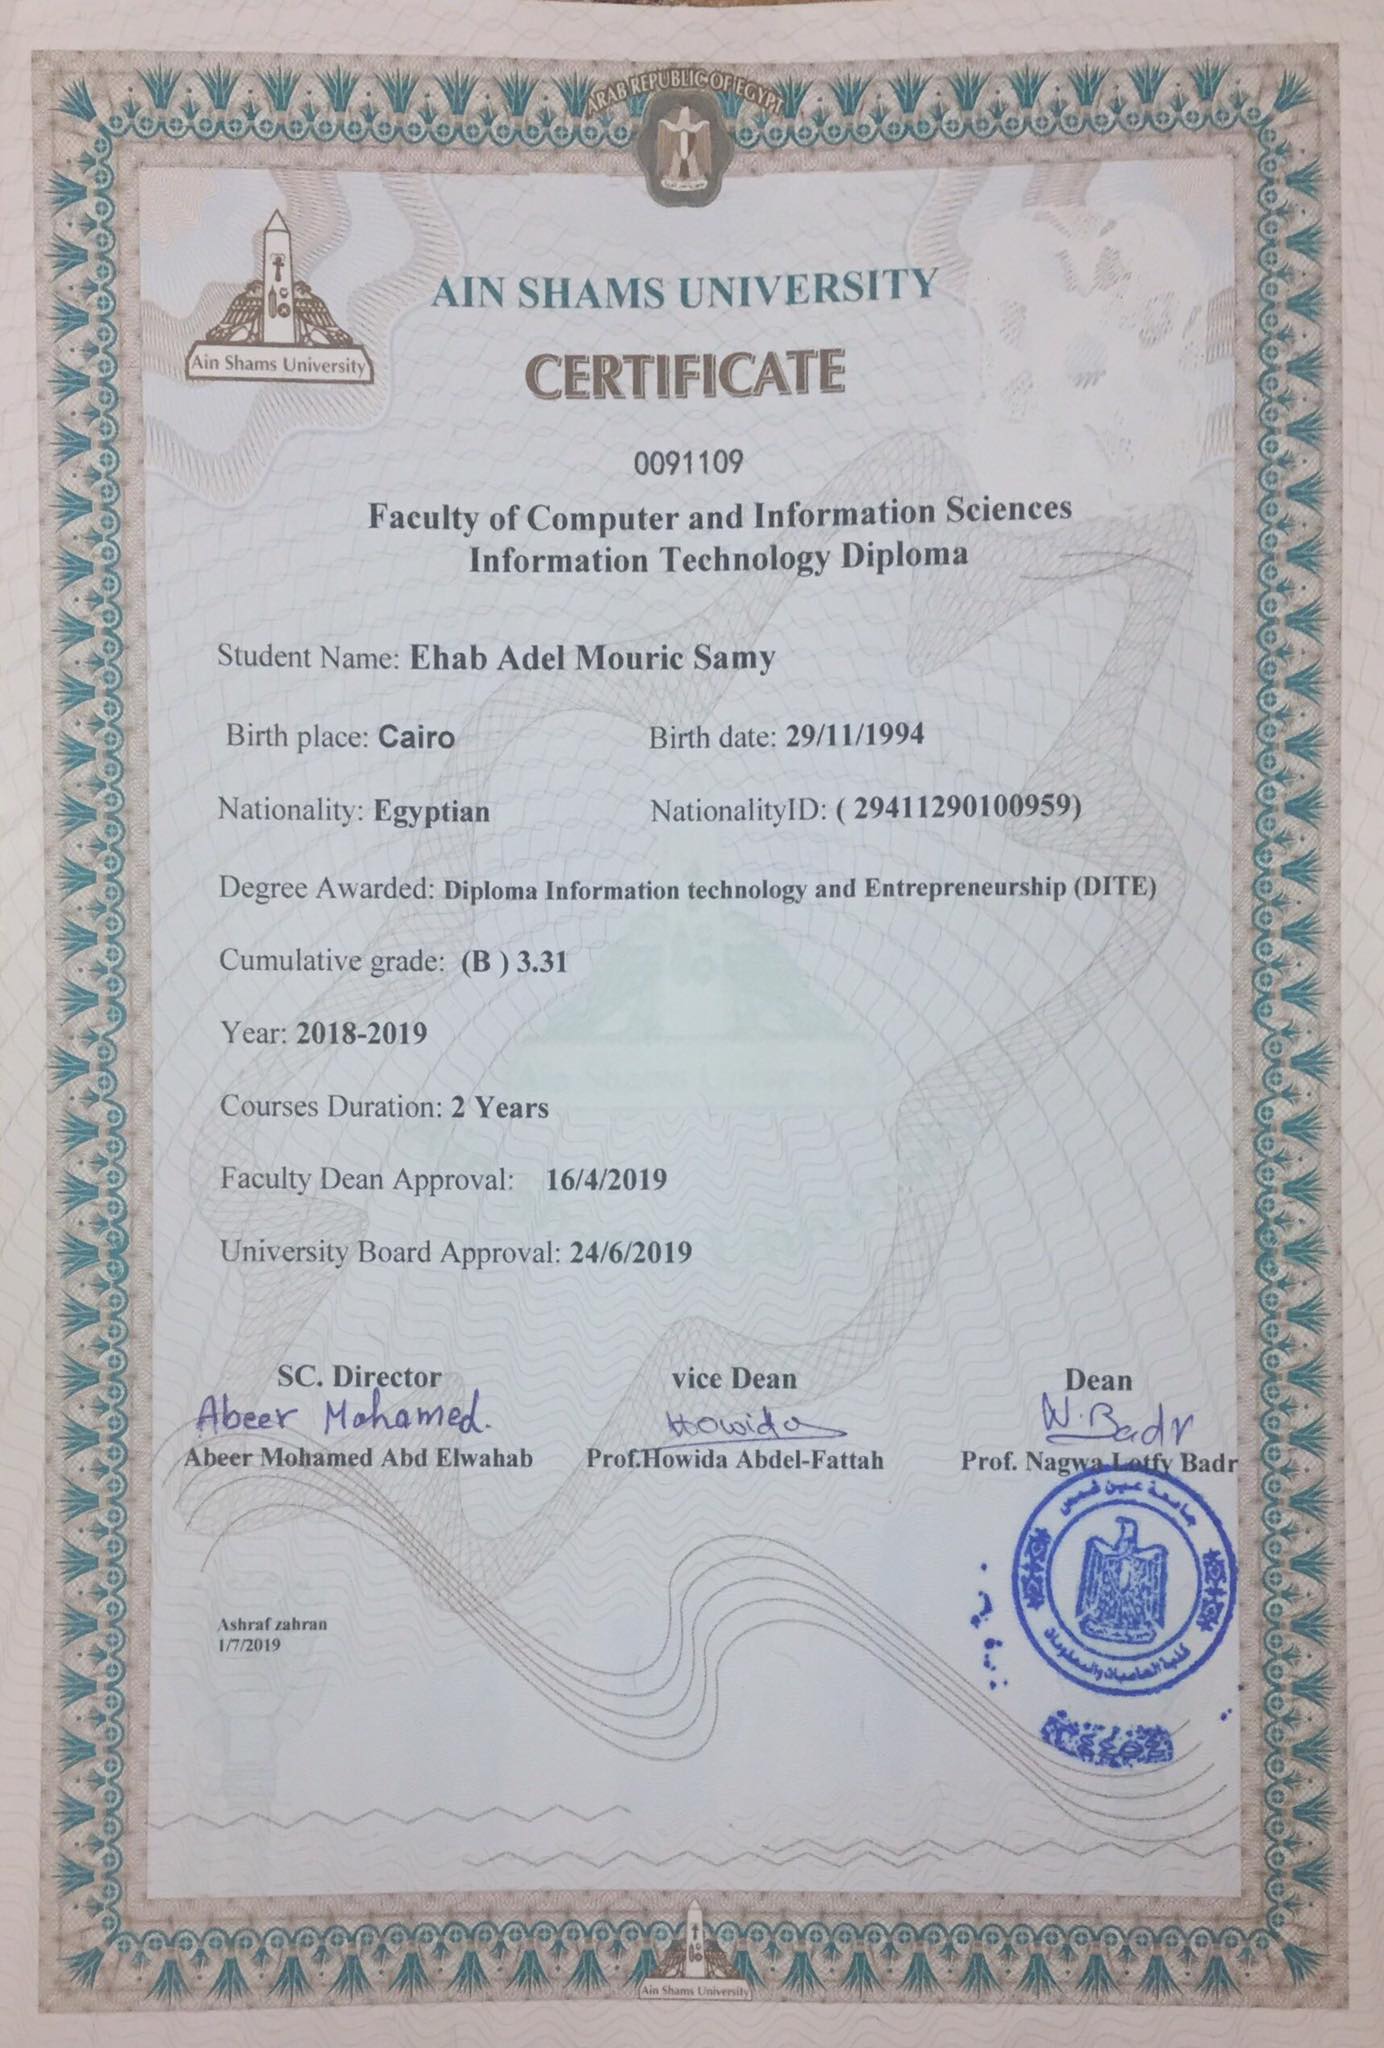 ARAB REPUBLIC OF EGYPT
Ain Shams University
AIN SHAMS UNIVERSITY
CERTIFICATE
0091109
Faculty of Computer and Information Sciences
Information Technology Diploma
Student Name: Ehab Adel Mouric Samy
Birth place: Cairo Birth date: 29/11/1994
Nationality: Egyptian NationalityID: ( 29411290100959)
Degree Awarded: Diploma Information technology and Entrepreneurship (DITE)
Cumulative grade: (B ) 3.31
Year: 2018-2019
Courses Duration: 2 Years
Faculty Dean Approval: 16/4/2019
University Board Approval: 24/6/2019
SC. Director vice Dean Dean
Abeer Mohamed. Howida N.Badr
Abeer Mohamed Abd Elwahab Prof.Howida Abdel-Fattah Prof. Nagwa Lotfy Badr
جامعة عين شمس
كلية الحاسبات والمعلومات
Ashraf zahran
1/7/2019
Ain Shams University